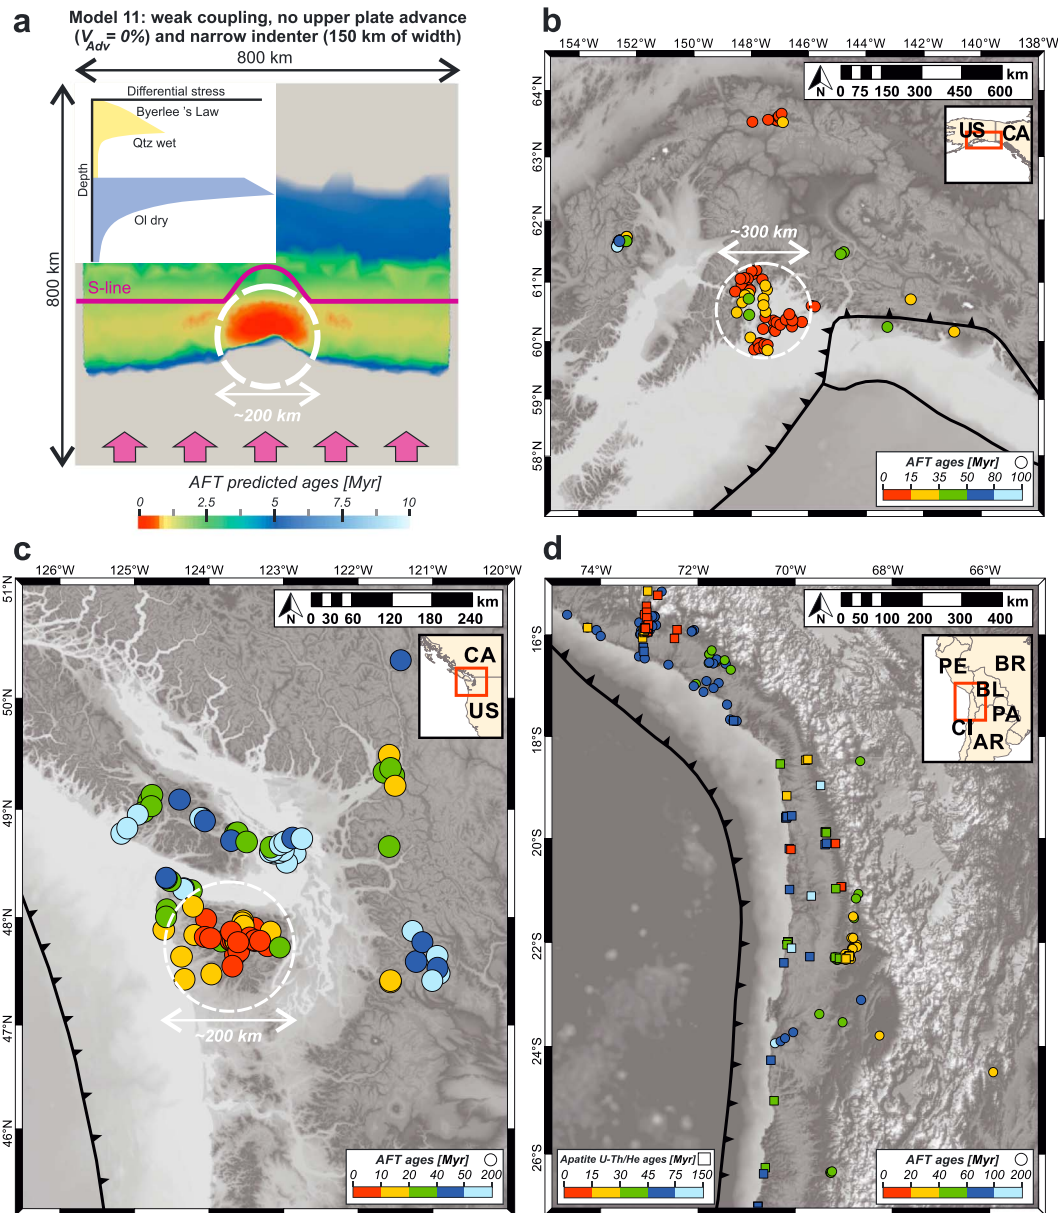 a
Model 11: weak coupling, no upper plate advance
(VAdv= 0%) and narrow indenter (150 km of width)
800 km
800 km
Differential stress
Byerlee 's Law
Qtz wet
Depth
Ol dry
S-line
~200 km
AFT predicted ages [Myr]
0 2.5 5 7.5 10
b
154°W 152°W 150°W 148°W 146°W 144°W 142°W 140°W 138°W
64°N
63°N
62°N
61°N
60°N
59°N
58°N
N
km
0 75 150 300 450 600
US CA
~300 km
AFT ages [Myr]
0 15 35 50 80 100
c
126°W 125°W 124°W 123°W 122°W 121°W 120°W
51°N
50°N
49°N
48°N
47°N
46°N
N
km
0 30 60 120 180 240
CA
US
~200 km
AFT ages [Myr]
0 10 20 40 50 200
d
74°W 72°W 70°W 68°W 66°W
16°S
18°S
20°S
22°S
24°S
26°S
N
km
0 50 100 200 300 400
PE BR
BL
PA
CI
AR
Apatite U-Th/He ages [Myr]
0 15 30 45 75 150
AFT ages [Myr]
0 20 40 60 100 200